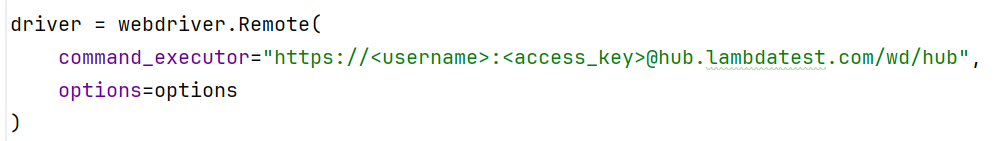 driver = webdriver.Remote(
    command_executor="https://<username>:<access_key>@hub.lambdatest.com/wd/hub",
    options=options
)